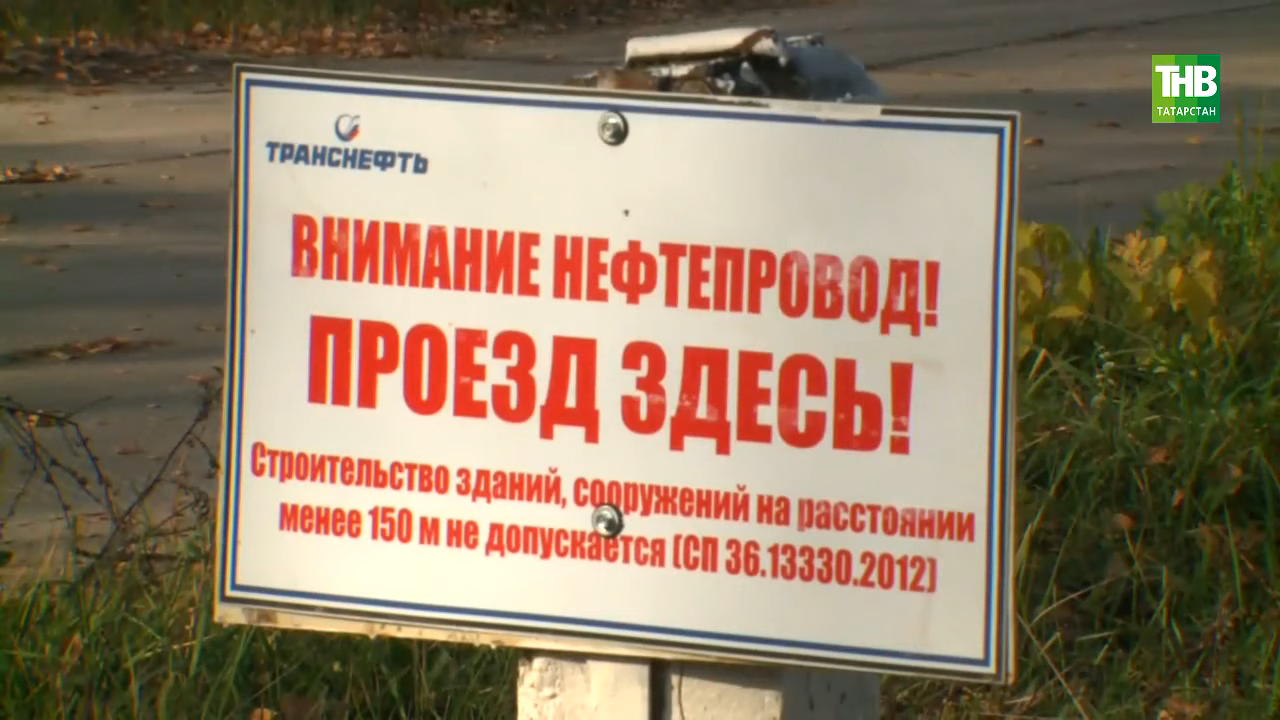 ТНВ
ТАТАРСТАН
ТРАНСНЕФТЬ
ВНИМАНИЕ НЕФТЕПРОВОД!
ПРОЕЗД ЗДЕСЬ!
Строительство зданий, сооружений на расстоянии
менее 150 м не допускается (СП 36.13330.2012)